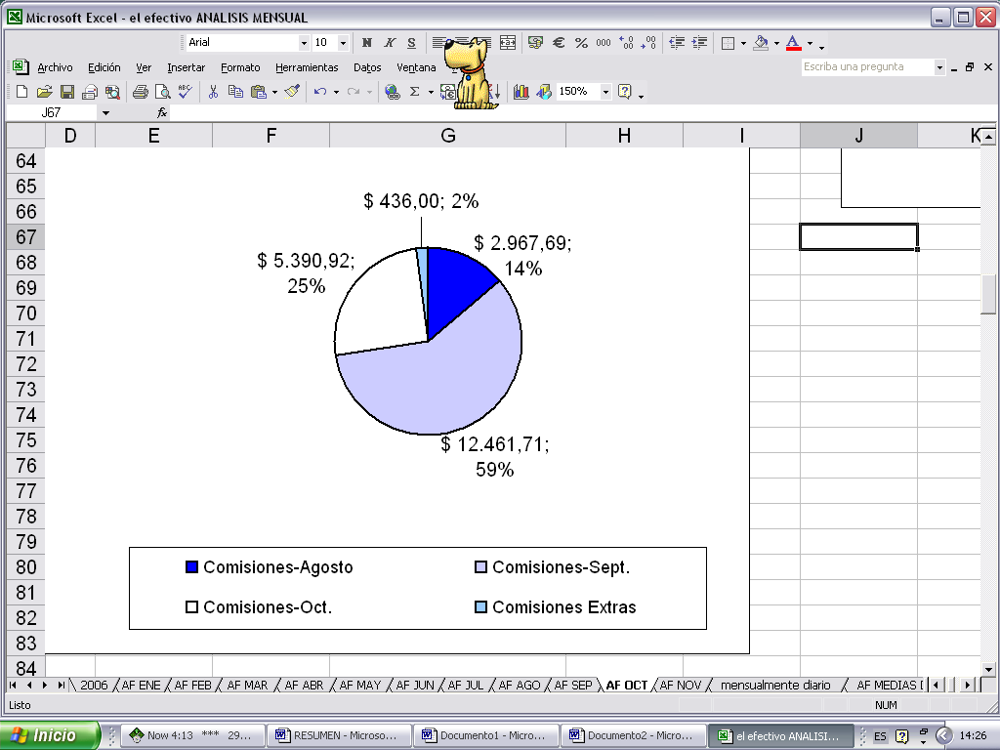 Microsoft Excel - el efectivo ANALISIS MENSUAL
Arial 10 N K S € % 000
Archivo Edición Ver Insertar Formato Herramientas Datos Ventana Escriba una pregunta
150%
J67 fx
D E F G H I J K
64
65
66
67
68
69
70
71
72
73
74
75
76
77
78
79
80
81
82
83
84
$ 436,00; 2%
$ 2.967,69;
14%
$ 5.390,92;
25%
$ 12.461,71;
59%
Comisiones-Agosto Comisiones-Sept.
Comisiones-Oct. Comisiones Extras
2006 AF ENE AF FEB AF MAR AF ABR AF MAY AF JUN AF JUL AF AGO AF SEP AF OCT AF NOV mensualmente diario AF MEDIAS
Listo NUM
Inicio Now 4:13 *** 29... RESUMEN - Microso... Documento1 - Micro... Documento2 - Micro... el efectivo ANALISI... ES 14:26